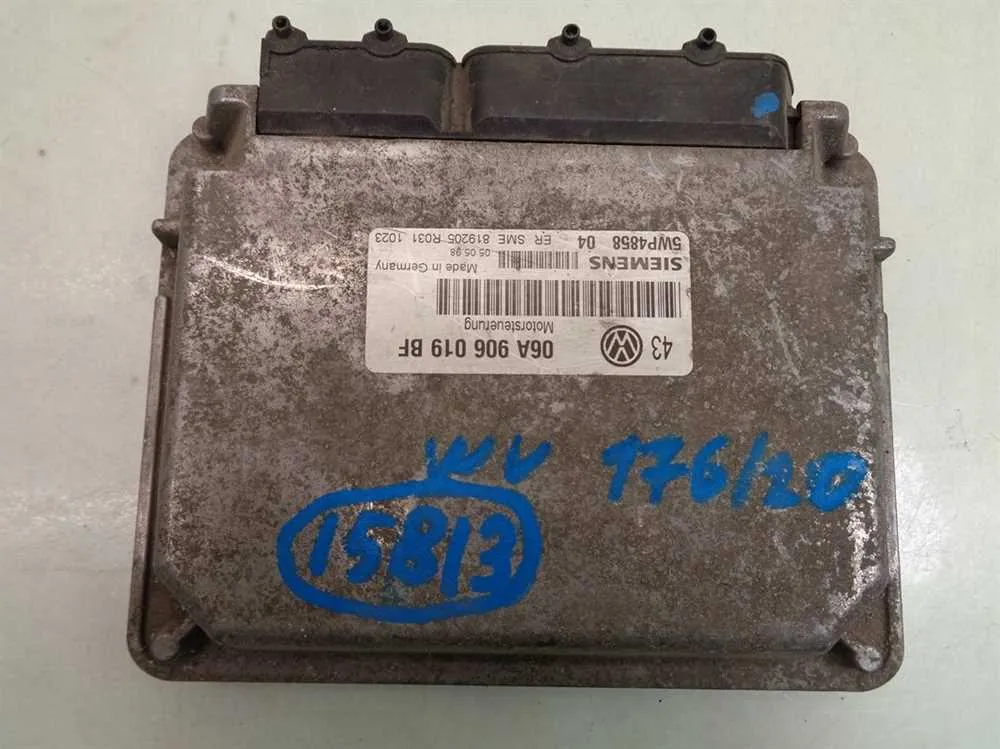 43 06A 906 019 BF
Motorsteuerung
SIEMENS 05.05.98 Made in Germany
5WP4858 04 ER SME 819205 R031 1023
WV 176/20
15813